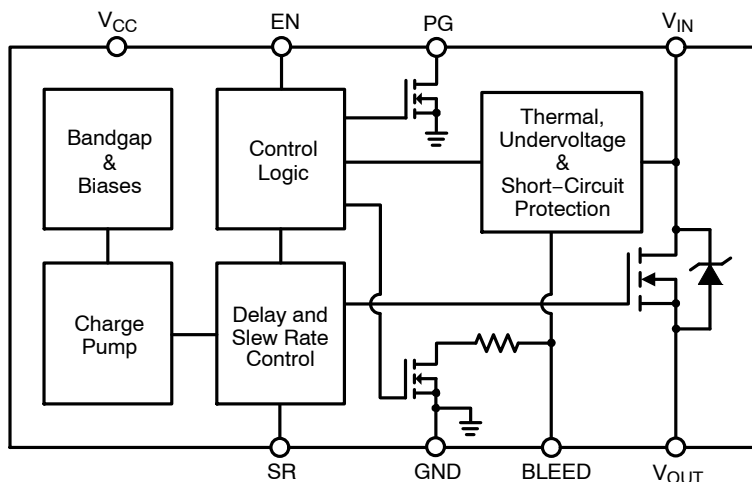 VCC
EN
PG
VIN
Bandgap
&
Biases
Control
Logic
Thermal,
Undervoltage
&
Short−Circuit
Protection
Charge
Pump
Delay and
Slew Rate
Control
SR
GND
BLEED
VOUT